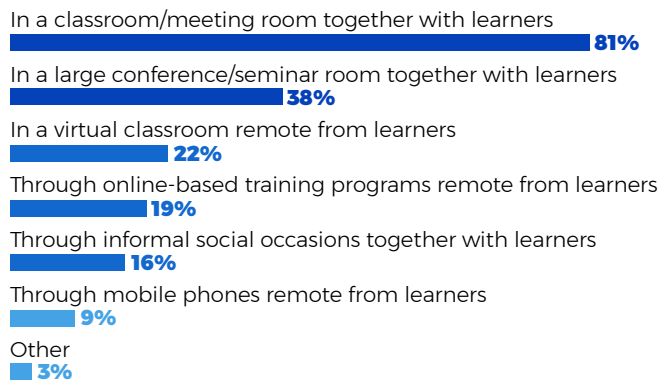 In a classroom/meeting room together with learners
81%
In a large conference/seminar room together with learners
38%
In a virtual classroom remote from learners
22%
Through online-based training programs remote from learners
19%
Through informal social occasions together with learners
16%
Through mobile phones remote from learners
9%
Other
3%